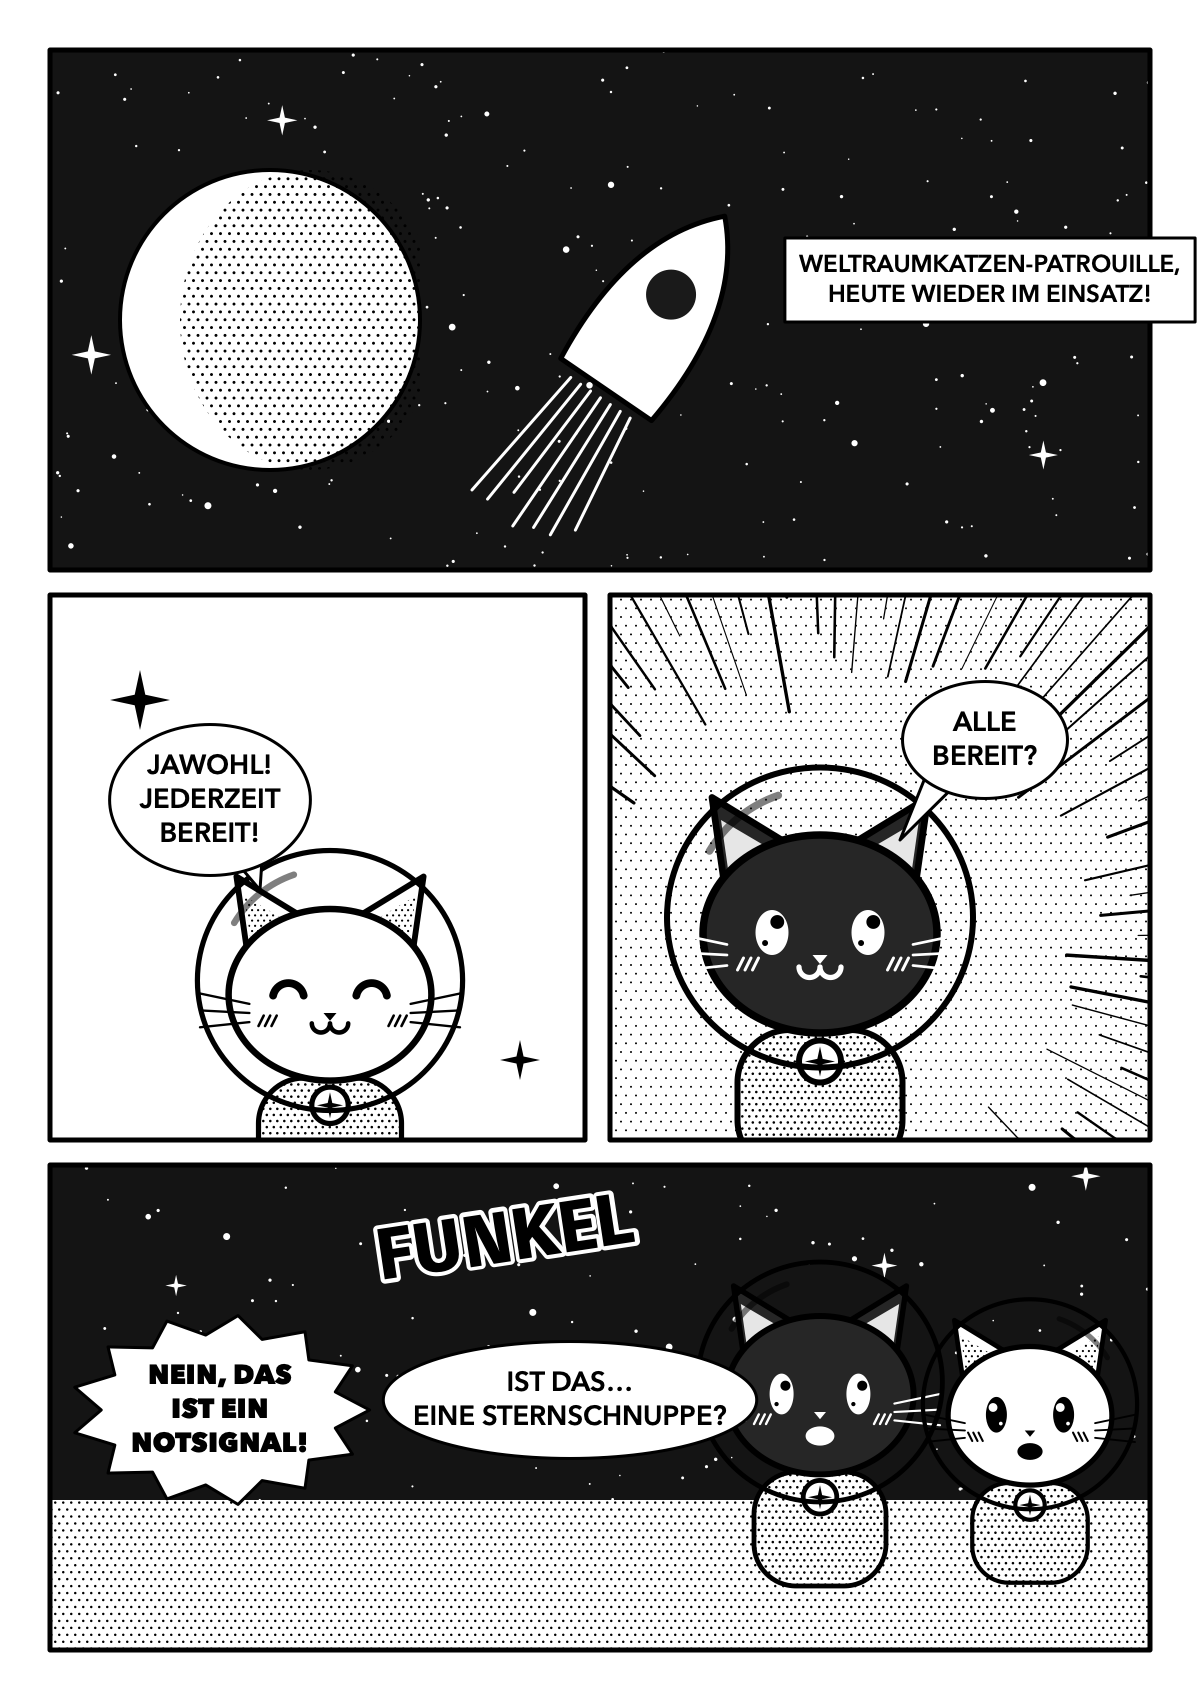 WELTRAUMKATZEN-PATROUILLE,
HEUTE WIEDER IM EINSATZ!
ALLE
BEREIT?
JAWOHL!
JEDERZEIT
BEREIT!
FUNKEL
IST DAS…
EINE STERNSCHNUPPE?
NEIN, DAS
IST EIN
NOTSIGNAL!